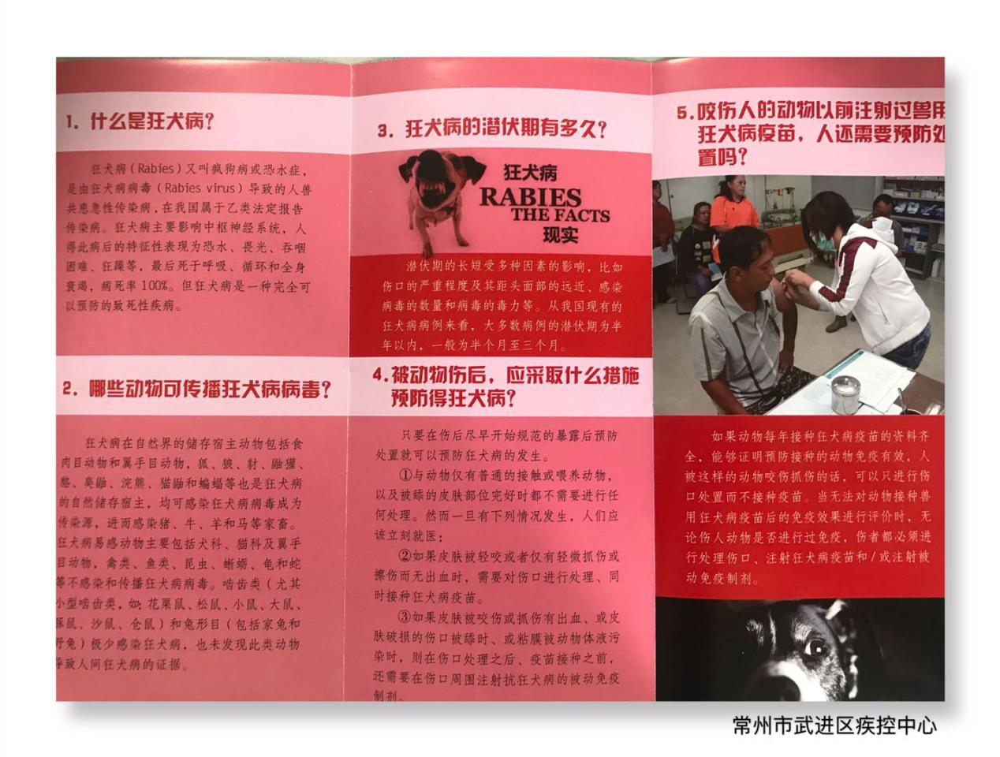 1. 什么是狂犬病？
狂犬病(Rabies)又叫疯狗病或恐水症，
是由狂犬病病毒(Rabies virus)导致的人兽
共患急性传染病，在我国属于乙类法定报告
传染病。狂犬病主要影响中枢神经系统，人
得此病后的特征性表现为恐水、畏光、吞咽
困难、狂躁等，最后死于呼吸、循环和全身
衰竭，病死率100%。但狂犬病是一种完全可
以预防的致死性疾病。
2. 哪些动物可传播狂犬病病毒？
狂犬病在自然界的储存宿主动物包括食
肉目动物和翼手目动物，狐、狼、豺、鼬獾、
貉、臭鼬、浣熊、猫鼬和蝙蝠等也是狂犬病
的自然储存宿主，均可感染狂犬病病毒成为
传染源，进而感染猪、牛、羊和马等家畜。
狂犬病易感动物主要包括犬科、猫科及翼手
目动物，禽类、鱼类、昆虫、蜥蛎、龟和蛇
等不感染和传播狂犬病病毒。啮齿类（尤其
小型啮齿类，如：花栗鼠、松鼠、小鼠、大鼠、
豚鼠、沙鼠、仓鼠）和兔形目（包括家兔和
野兔）极少感染狂犬病，也未发现此类动物
导致人间狂犬病的证据。
3. 狂犬病的潜伏期有多久？
狂犬病
RABIES
THE FACTS
现实
潜伏期的长短受多种因素的影响，比如
伤口的严重程度及其距头面部的远近、感染
病毒的数量和病毒的毒力等。从我国现有的
狂犬病病例来看，大多数病例的潜伏期为半
年以内，一般为半个月至三个月。
4. 被动物伤后，应采取什么措施
预防得狂犬病？
只要在伤后尽早开始规范的暴露后预防
处置就可以预防狂犬病的发生。
①与动物仅有普通的接触或喂养动物，
以及被舔的皮肤部位完好时都不需要进行任
何处理。然而一旦有下列情况发生，人们应
该立刻就医：
②如果皮肤被轻咬或者仅有轻微抓伤或
擦伤而无出血时，需要对伤口进行处理、同
时接种狂犬病疫苗。
③如果皮肤被咬伤或抓伤有出血、或皮
肤破损的伤口被舔时、或粘膜被动物体液污
染时，则在伤口处理之后、疫苗接种之前，
还需要在伤口周围注射抗狂犬病的被动免疫
制剂。
5. 咬伤人的动物以前注射过兽用
狂犬病疫苗，人还需要预防处
置吗？
如果动物每年接种狂犬病疫苗的资料齐
全，能够证明预防接种的动物免疫有效，人
被这样的动物咬伤抓伤的话，可以只进行伤
口处置而不接种疫苗。当无法对动物接种兽
用狂犬病疫苗后的免疫效果进行评价时，无
论伤人动物是否进行过免疫，伤者都必须进
行处理伤口、注射狂犬病疫苗和/或注射被
动免疫制剂。
常州市武进区疾控中心